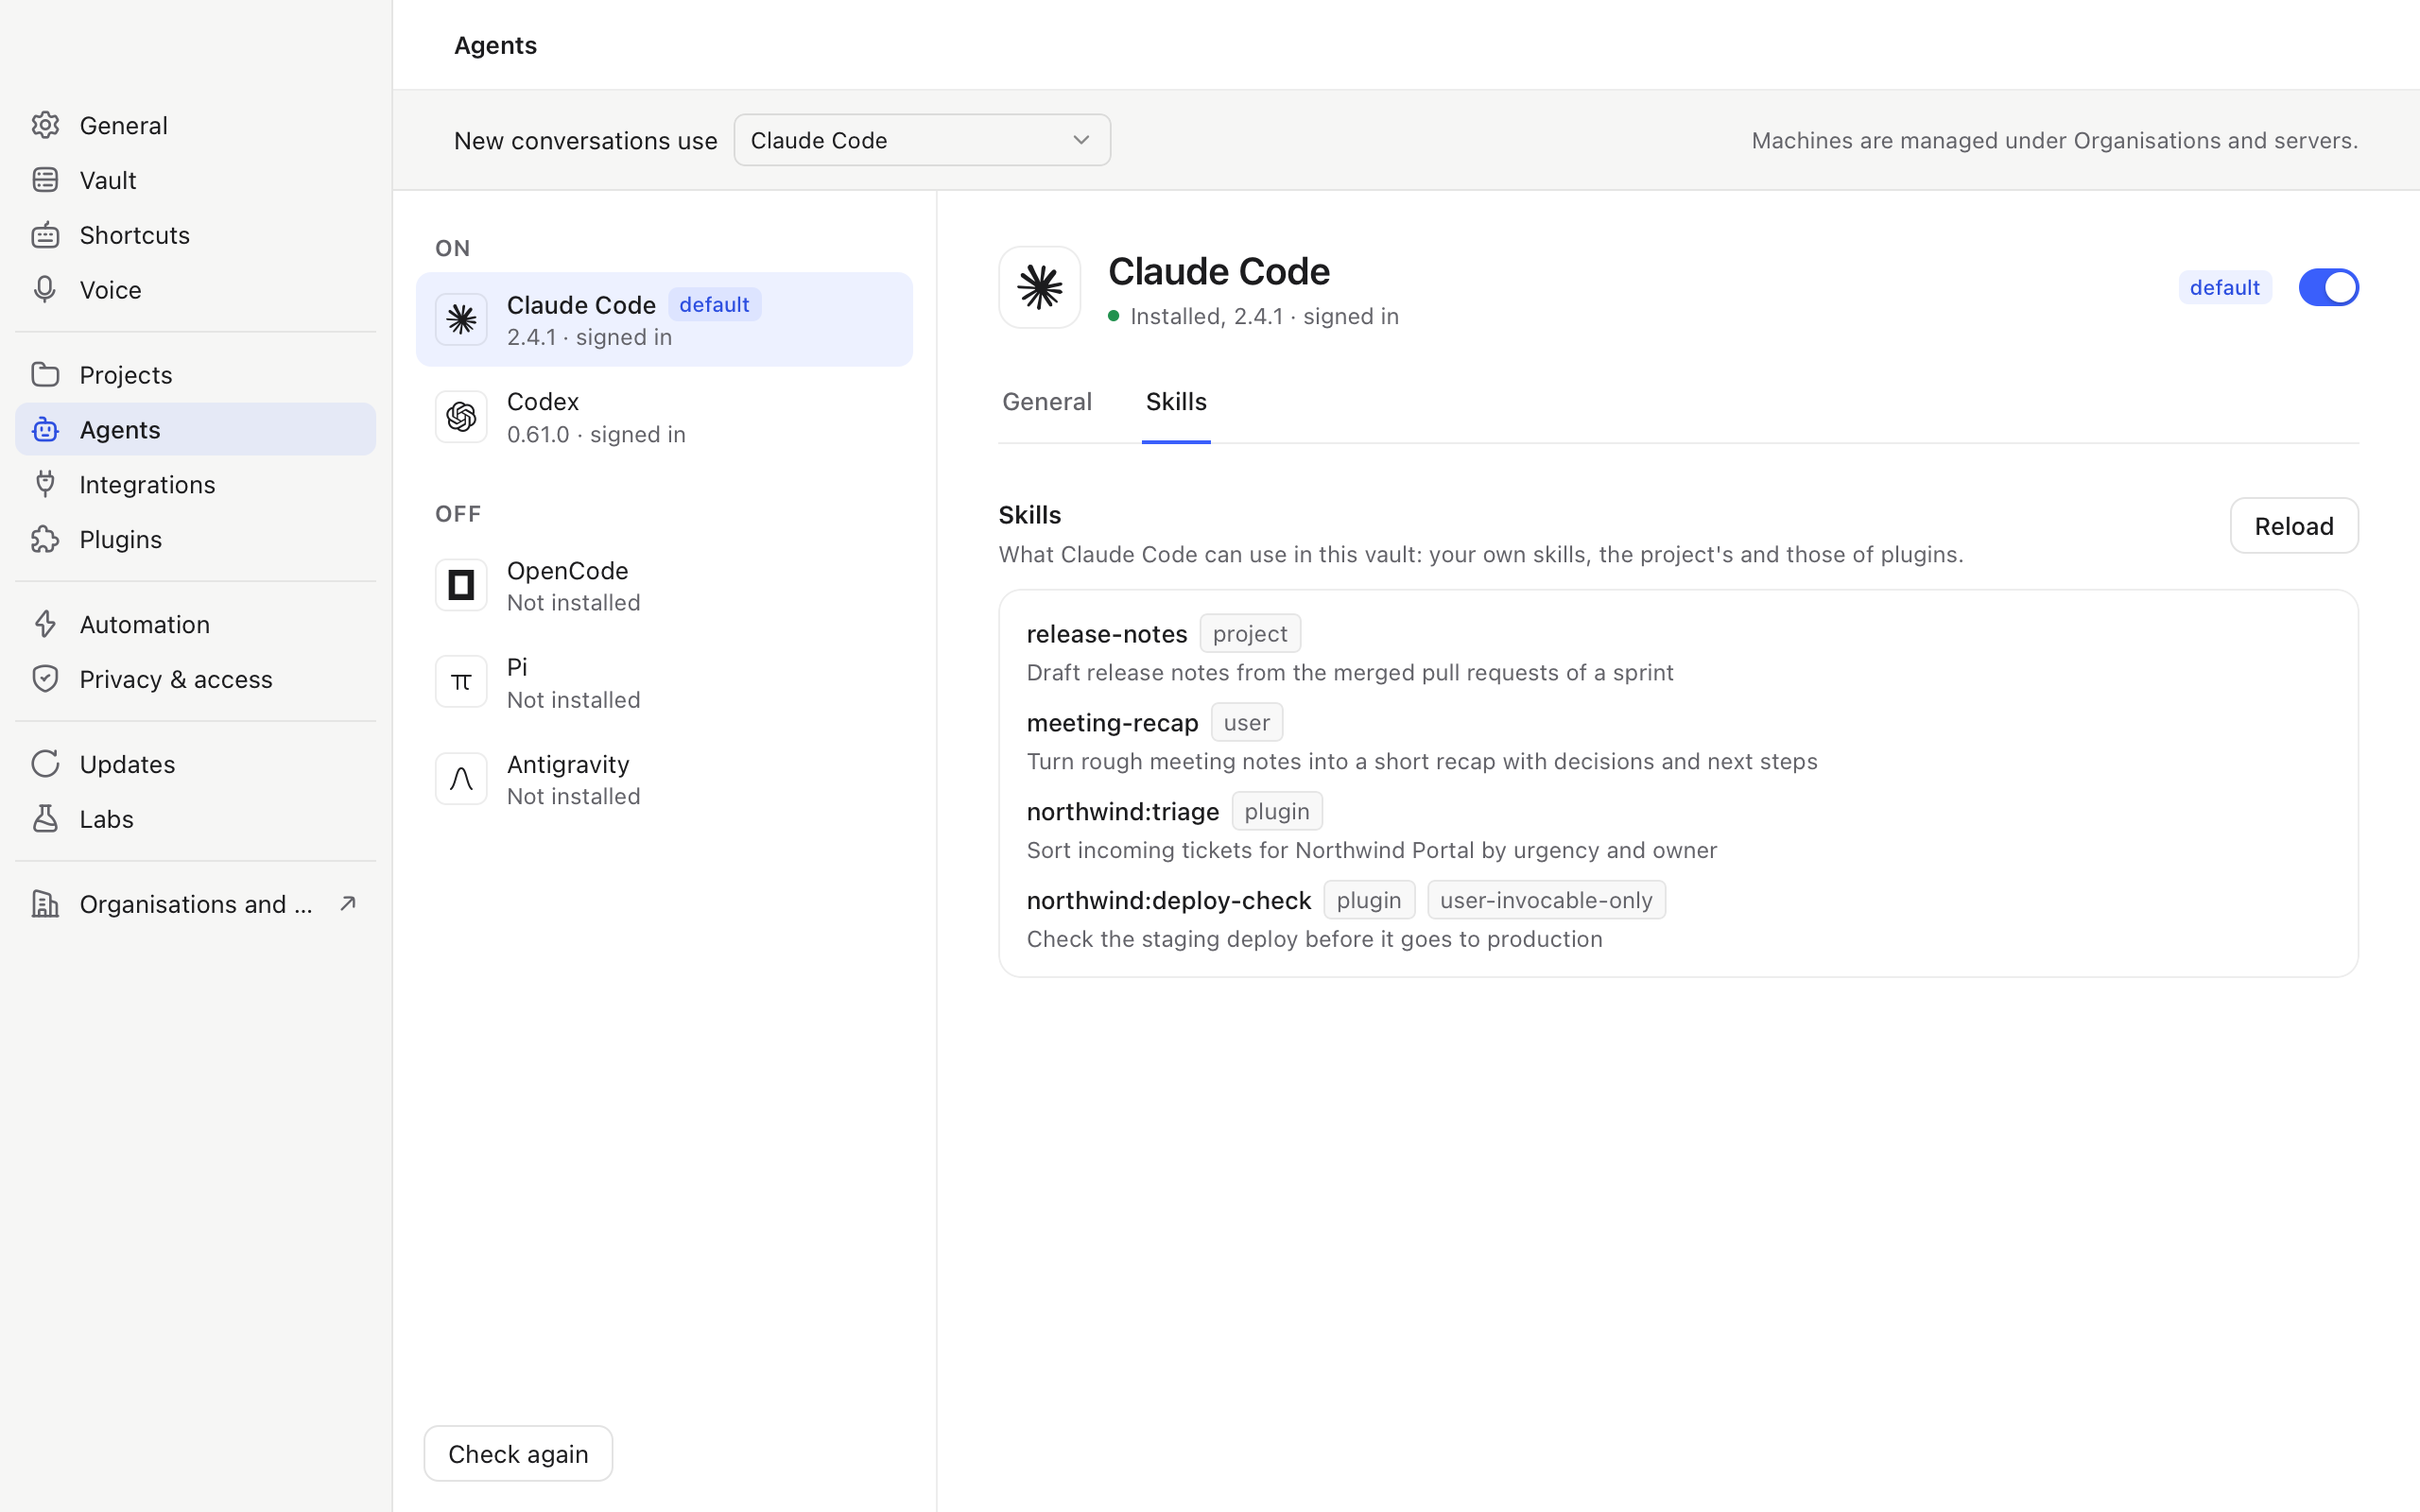 General
Vault
Shortcuts
Voice
Projects
Agents
Integrations
Plugins
Automation
Privacy & access
Updates
Labs
Organisations and ...
Agents
New conversations use
Claude Code
Machines are managed under Organisations and servers.
ON
Claude Code default
2.4.1 · signed in
Codex
0.61.0 · signed in
OFF
OpenCode
Not installed
Pi
Not installed
Antigravity
Not installed
Check again
Claude Code
Installed, 2.4.1 · signed in
default
General Skills
Skills
What Claude Code can use in this vault: your own skills, the project's and those of plugins.
Reload
release-notes project
Draft release notes from the merged pull requests of a sprint
meeting-recap user
Turn rough meeting notes into a short recap with decisions and next steps
northwind:triage plugin
Sort incoming tickets for Northwind Portal by urgency and owner
northwind:deploy-check plugin user-invocable-only
Check the staging deploy before it goes to production